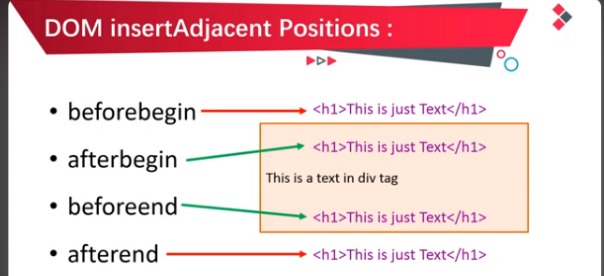 DOM insertAdjacent Positions :
• beforebegin
<h1>This is just Text</h1>
• afterbegin
<h1>This is just Text</h1>
This is a text in div tag
• beforeend
<h1>This is just Text</h1>
• afterend
<h1>This is just Text</h1>